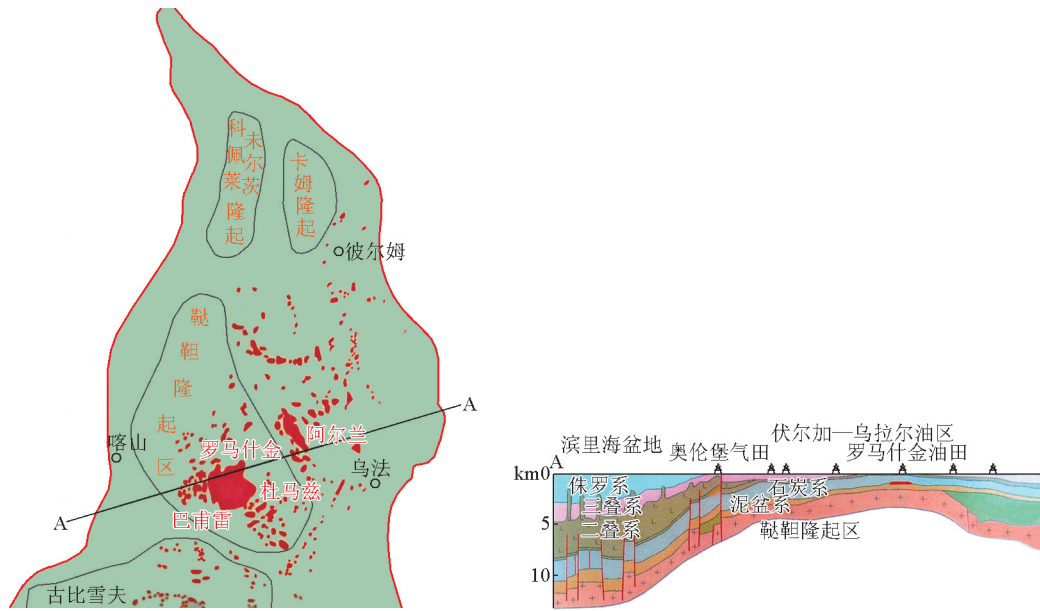 科佩莱
未尔茨
隆起
卡姆隆起
彼尔姆
鞑靼隆起区
喀山
A
阿尔兰
罗马什金
乌法
杜马兹
A
巴甫雷
古比雪夫
伏尔加—乌拉尔油区
滨里海盆地
奥伦堡气田
罗马什金油田
A
km0
侏罗系
石炭系
三叠系
泥盆系
5
二叠系
鞑靼隆起区
10